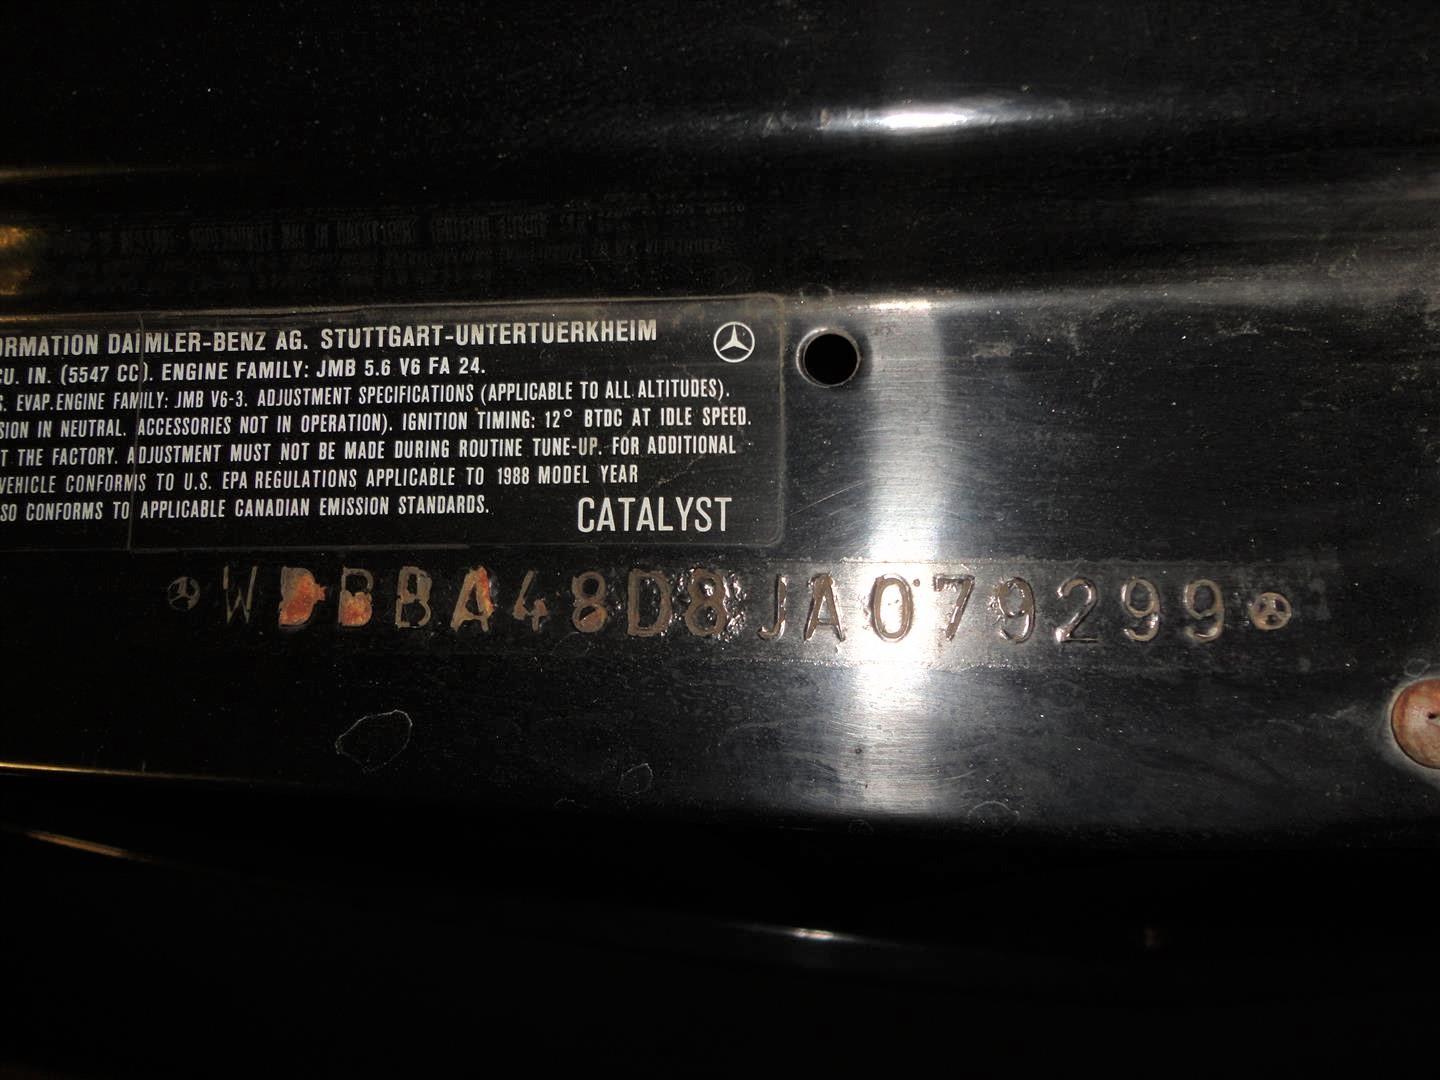 ORMATION DAIMLER-BENZ AG. STUTTGART-UNTERTUERKHEIM
CU. IN. (5547 CC). ENGINE FAMILY: JMB 5.6 V6 FA 24.
S. EVAP.ENGINE FAMILY: JMB V6-3. ADJUSTMENT SPECIFICATIONS (APPLICABLE TO ALL ALTITUDES).
SION IN NEUTRAL. ACCESSORIES NOT IN OPERATION). IGNITION TIMING: 12° BTDC AT IDLE SPEED.
T THE FACTORY. ADJUSTMENT MUST NOT BE MADE DURING ROUTINE TUNE-UP. FOR ADDITIONAL
VEHICLE CONFORMS TO U.S. EPA REGULATIONS APPLICABLE TO 1988 MODEL YEAR
SO CONFORMS TO APPLICABLE CANADIAN EMISSION STANDARDS.
CATALYST
WDBBA48D8JA079299